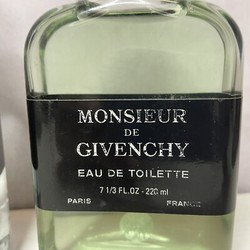 MONSIEUR
DE
GIVENCHY
EAU DE TOILETTE
7 1/3 FL.OZ - 220 ml
PARIS FRANCE